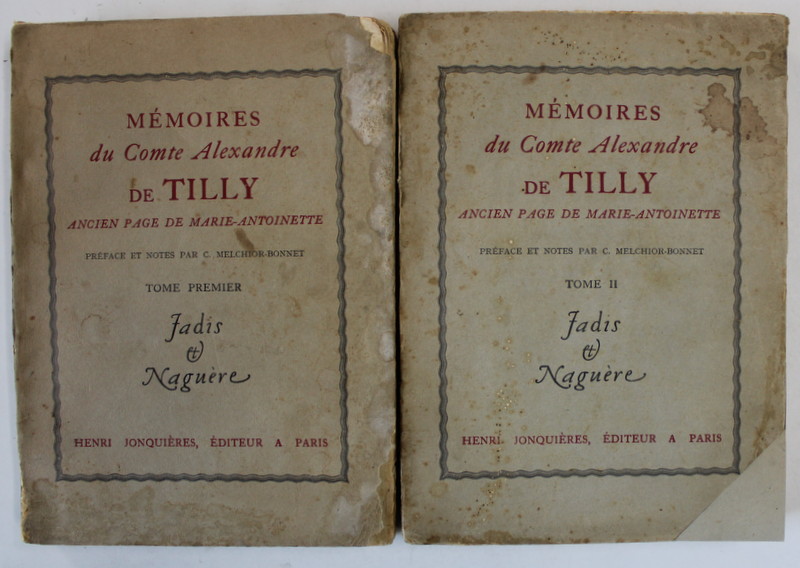 MÉMOIRES
du Comte Alexandre
DE TILLY
ANCIEN PAGE DE MARIE-ANTOINETTE
PRÉFACE ET NOTES PAR C. MELCHIOR-BONNET
TOME PREMIER
Jadis
&
Naguère
HENRI JONQUIÈRES, ÉDITEUR A PARIS
MÉMOIRES
du Comte Alexandre
DE TILLY
ANCIEN PAGE DE MARIE-ANTOINETTE
PRÉFACE ET NOTES PAR C. MELCHIOR-BONNET
TOME II
Jadis
&
Naguère
HENRI JONQUIÈRES, ÉDITEUR A PARIS